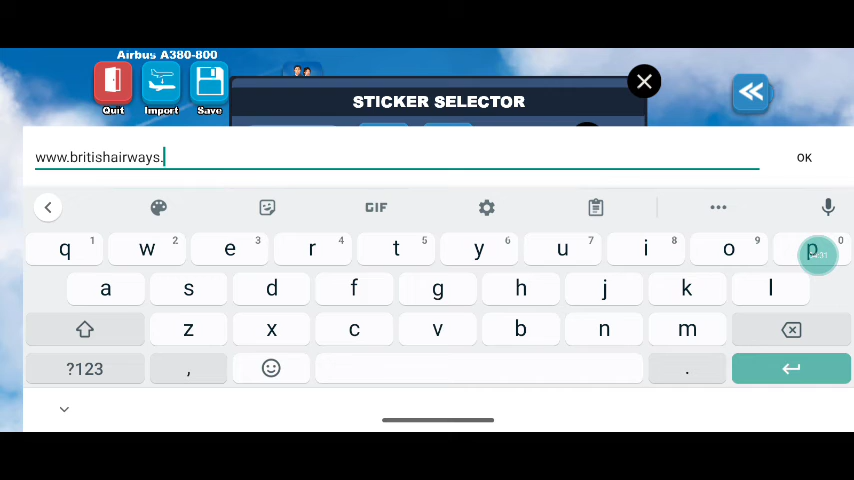 Airbus A380-800
Quit
Import
Save
STICKER SELECTOR
www.britishairways.
OK
GIF
q 1 w 2 e 3 r 4 t 5 y 6 u 7 i 8 o 9 p 0
a s d f g h j k l
z x c v b n m
?123 , .